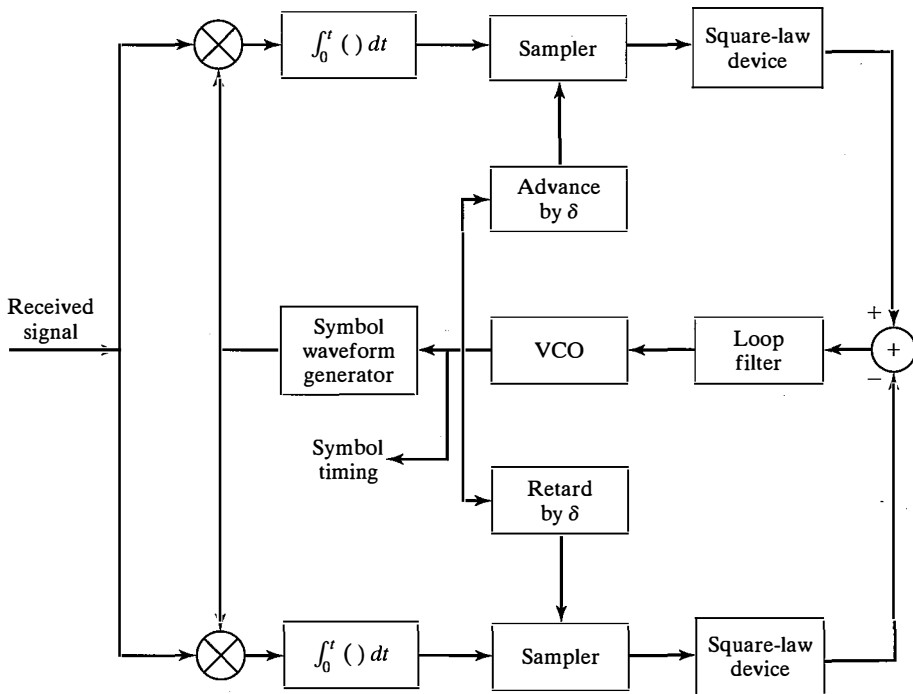 ∫₀ᵗ ( ) dt
Sampler
Square-law
device
Advance
by δ
Received
signal
Symbol
waveform
generator
VCO
Loop
filter
+
+
−
Symbol
timing
Retard
by δ
∫₀ᵗ ( ) dt
Sampler
Square-law
device